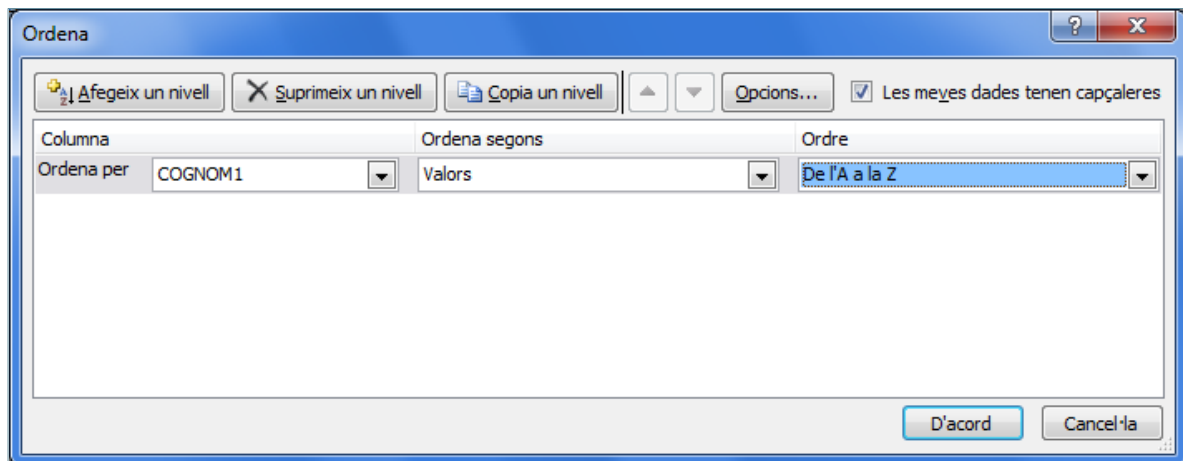 Ordena
Afegeix un nivell Suprimeix un nivell Copia un nivell Opcions... Les meves dades tenen capçaleres
Columna Ordena segons Ordre
Ordena per COGNOM1 Valors De l'A a la Z
D'acord Cancel·la